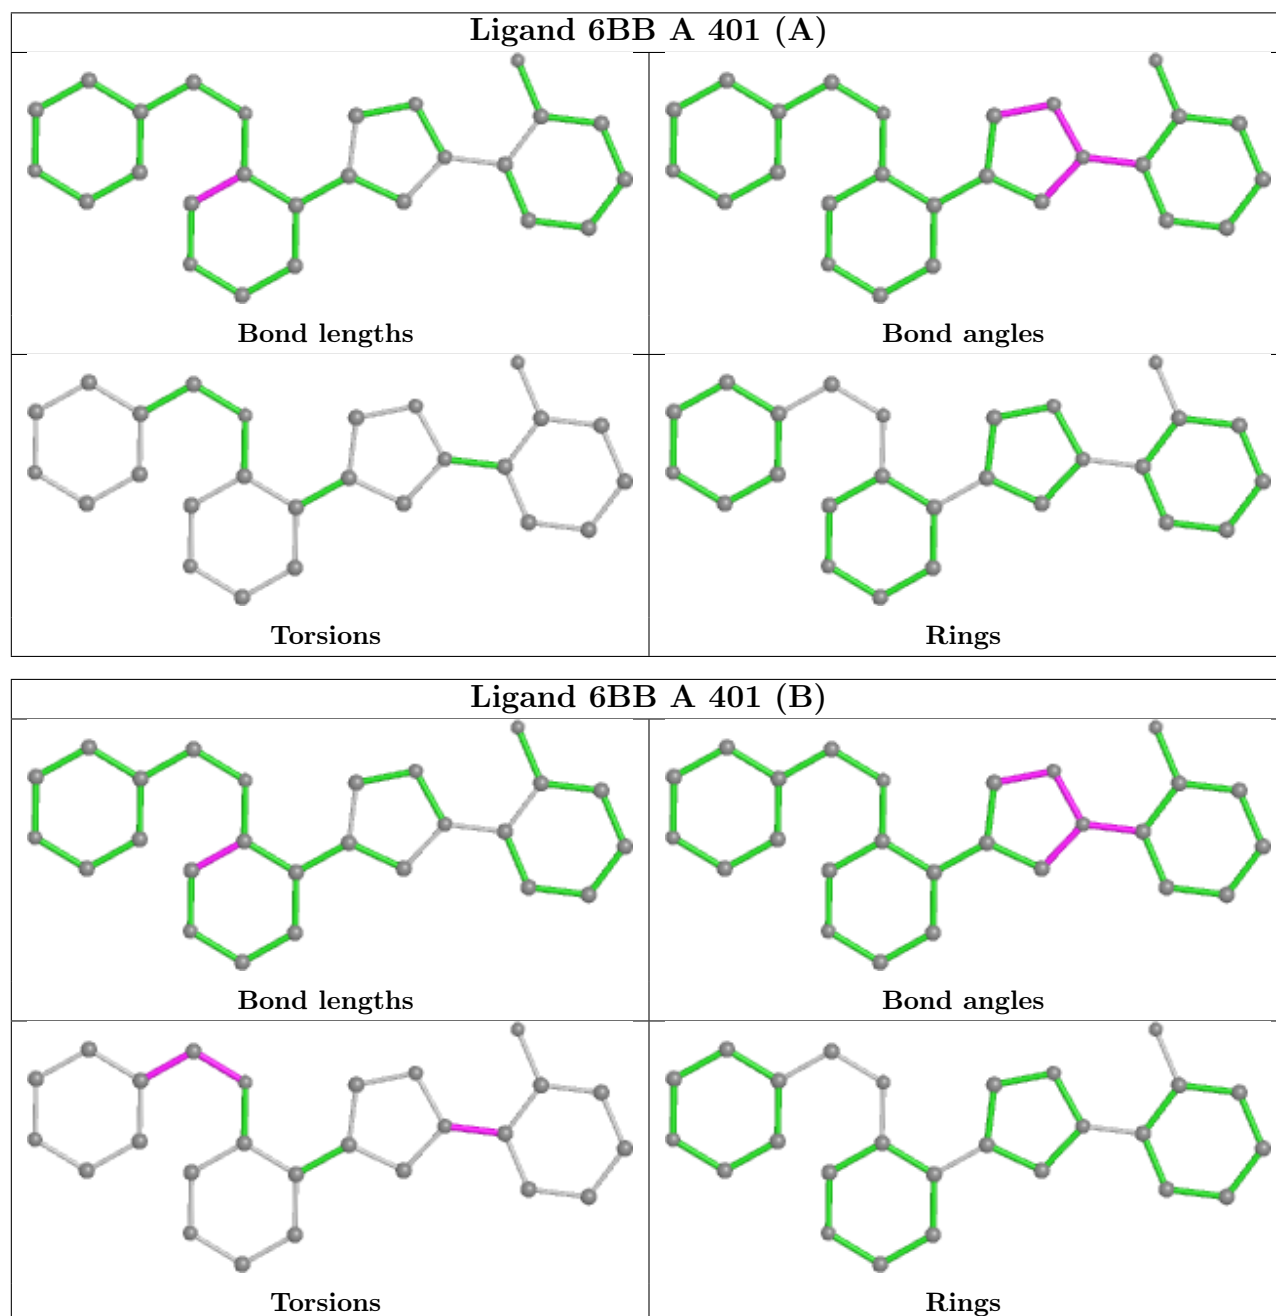 Ligand 6BB A 401 (A)
Bond lengths
Bond angles
Torsions
Rings
Ligand 6BB A 401 (B)
Bond lengths
Bond angles
Torsions
Rings